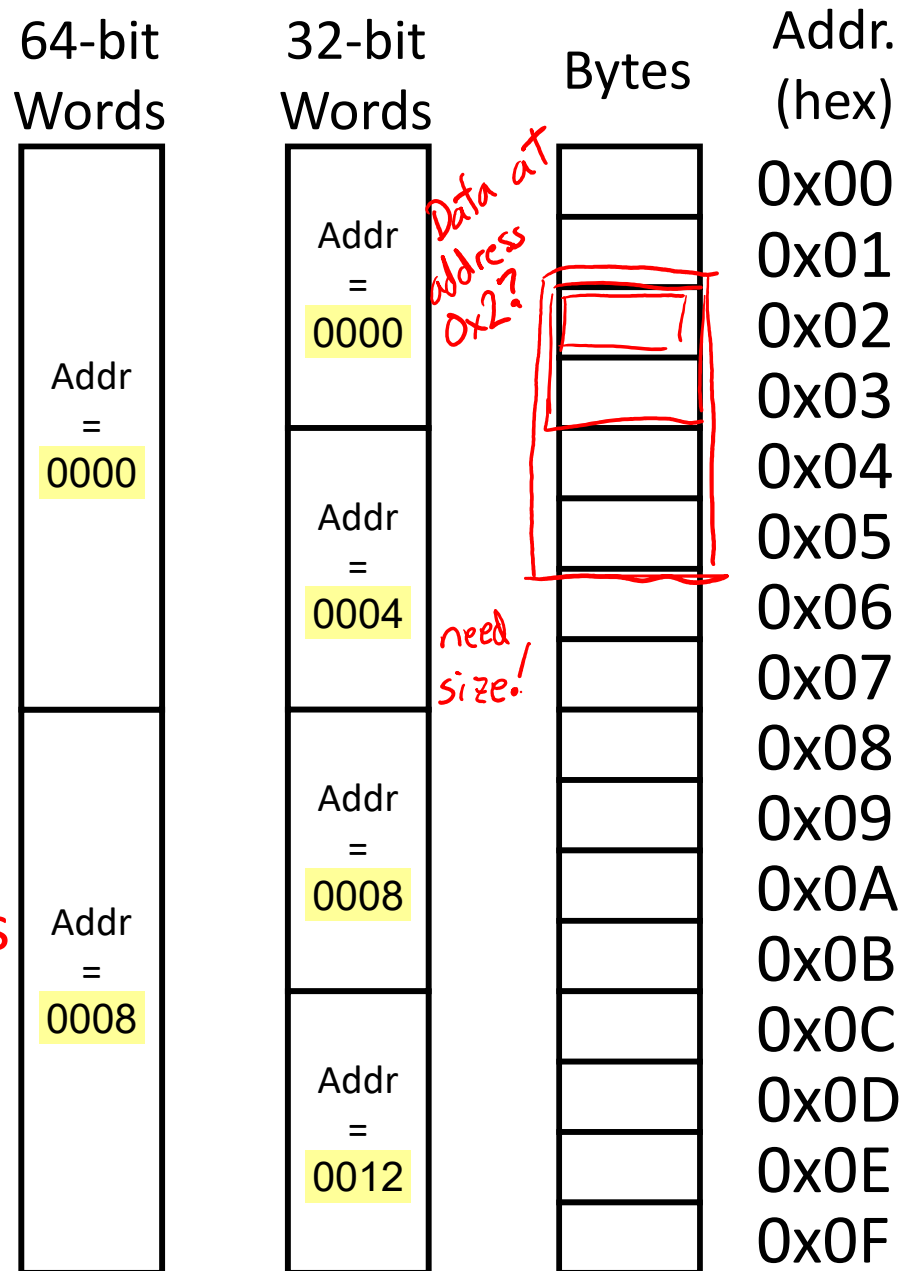 64-bit
Words
32-bit
Words
Bytes
Addr.
(hex)
Addr
=
0000
Addr
=
0008
Addr
=
0000
Addr
=
0004
Addr
=
0008
Addr
=
0012
Data at
address
0x2?
need
size!
0x00
0x01
0x02
0x03
0x04
0x05
0x06
0x07
0x08
0x09
0x0A
0x0B
0x0C
0x0D
0x0E
0x0F
s